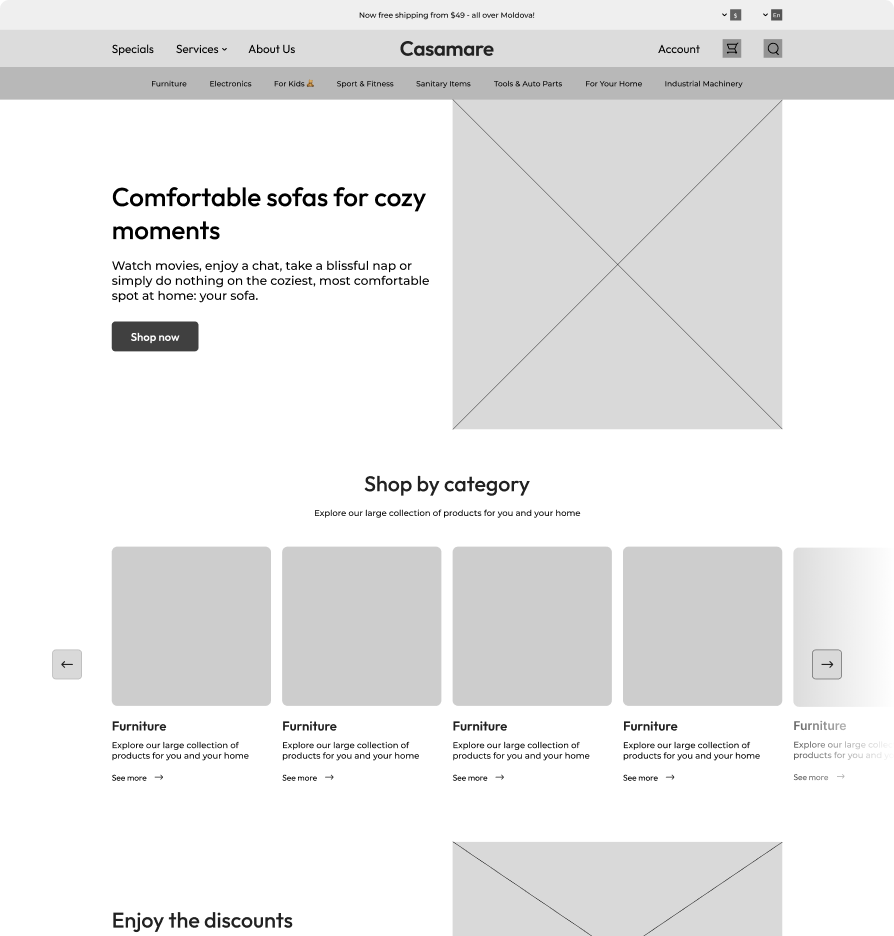 Now free shipping from $49 - all over Moldova!
$
En
Specials
Services
About Us
Casamare
Account
Furniture
Electronics
For Kids 🧸
Sport & Fitness
Sanitary Items
Tools & Auto Parts
For Your Home
Industrial Machinery
Comfortable sofas for cozy
moments
Watch movies, enjoy a chat, take a blissful nap or
simply do nothing on the coziest, most comfortable
spot at home: your sofa.
Shop now
Shop by category
Explore our large collection of products for you and your home
Furniture
Explore our large collection of
products for you and your home
See more →
Furniture
Explore our large collection of
products for you and your home
See more →
Furniture
Explore our large collection of
products for you and your home
See more →
Furniture
Explore our large collection of
products for you and your home
See more →
Furniture
Explore our large
products for you and
See more →
Enjoy the discounts